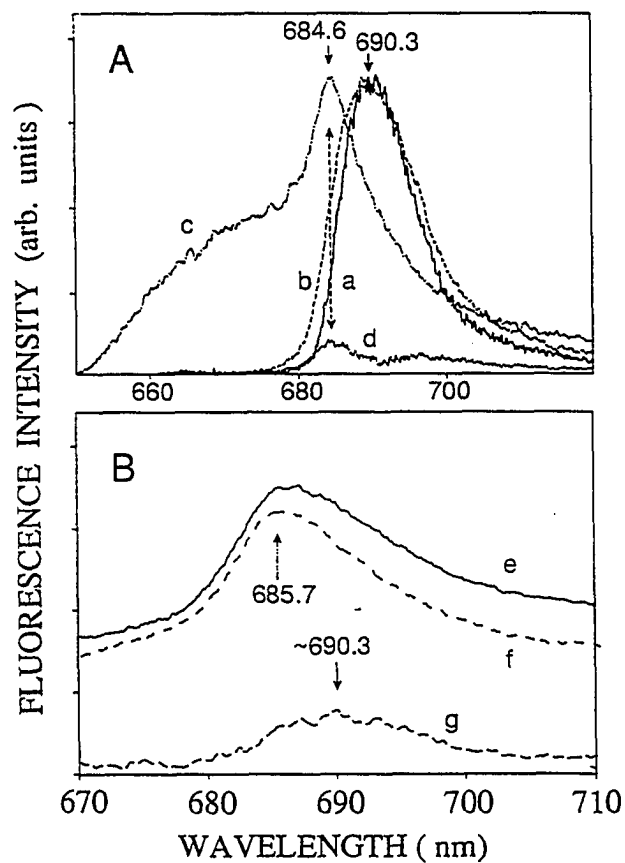 684.6
690.3
A
c
b
a
d
660
680
700
B
e
685.7
f
~690.3
g
670
680
690
700
710
WAVELENGTH ( nm)
FLUORESCENCE INTENSITY (arb. units)